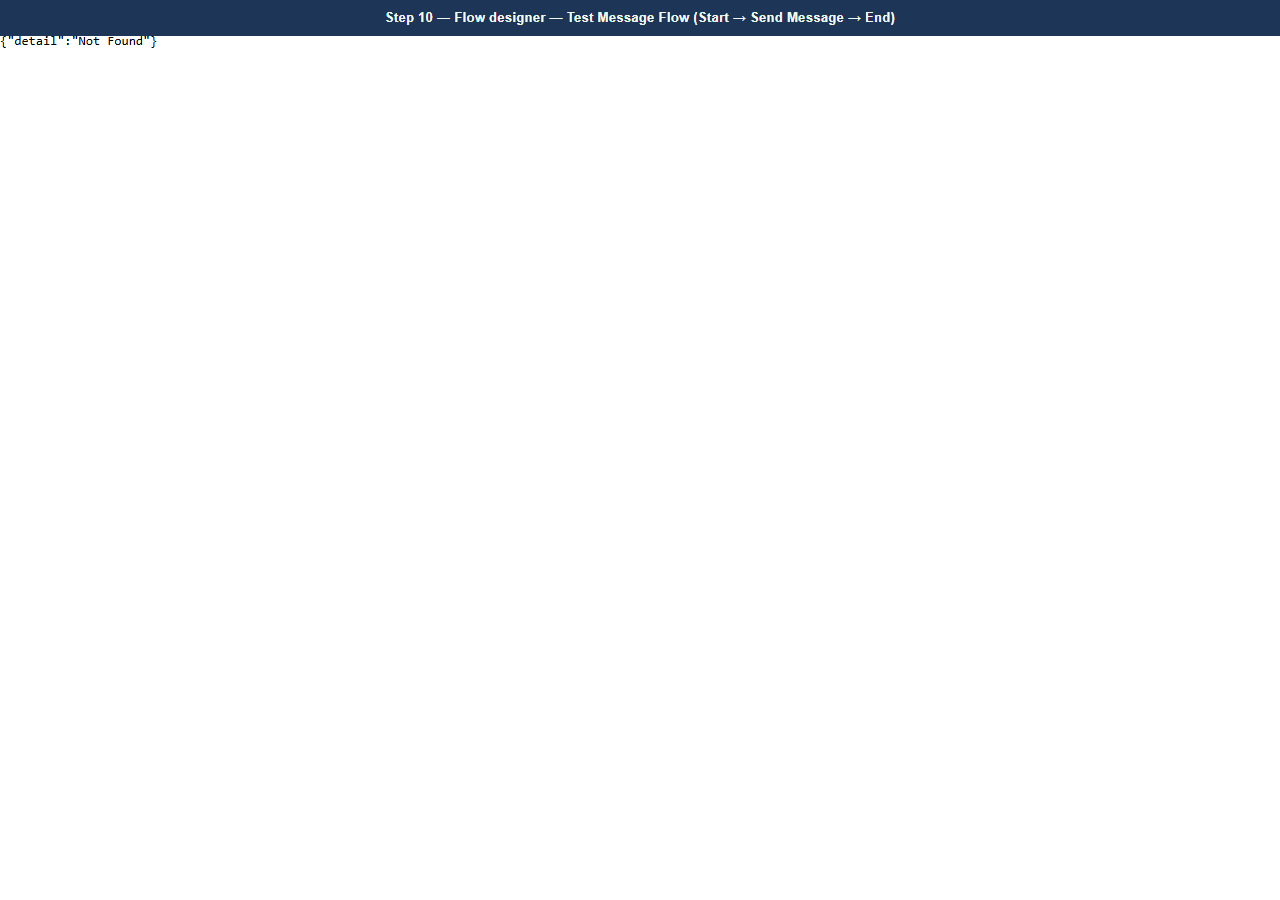 Step 10 — Flow designer — Test Message Flow (Start → Send Message → End)
{"detail":"Not Found"}